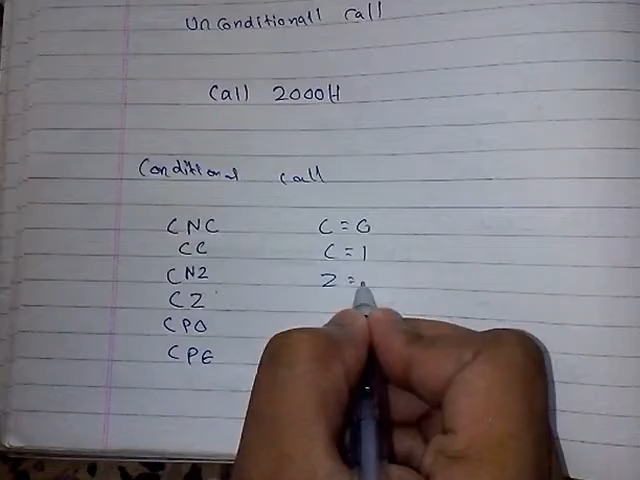 Unconditionall call
Call 2000H
Conditional call
CNC C = 0
CC C = 1
CNZ Z =
CZ
CPO
CPE